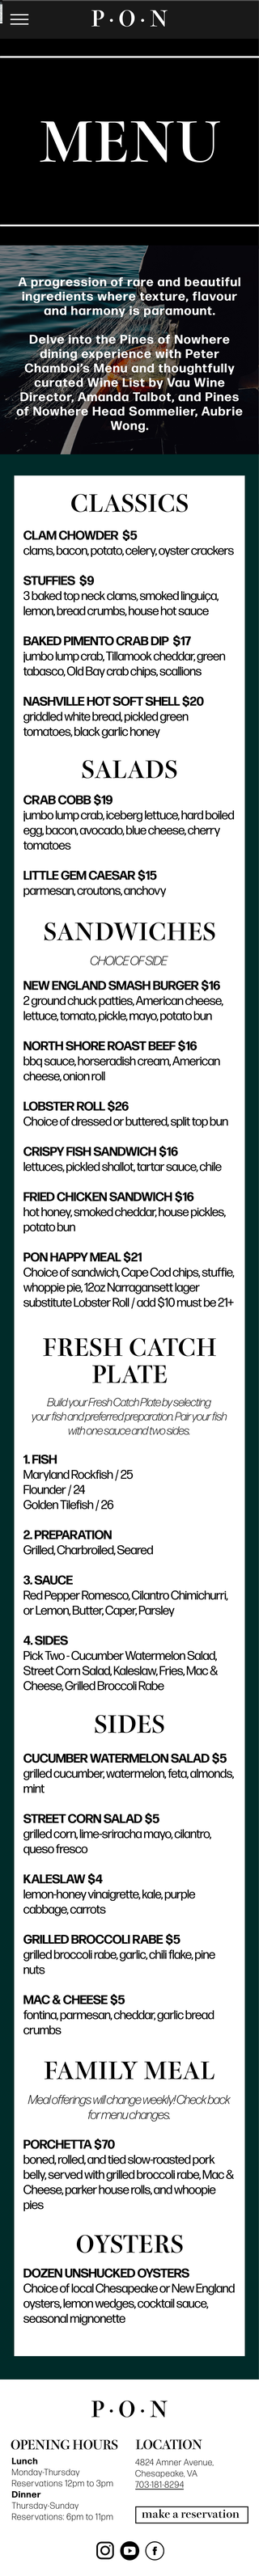 P·O·N
MENU
A progression of rare and beautiful
ingredients where texture, flavour
and harmony is paramount.
Delve into the Pines of Nowhere
dining experience with Peter
Chamboi's Menu and thoughtfully
curated Wine List by Vau Wine
Director, Amanda Talbot, and Pines
of Nowhere Head Sommelier, Aubrie
Wong.
CLASSICS
CLAM CHOWDER $5
clams, bacon, potato, celery, oyster crackers
STUFFIES $9
3 baked top neck clams, smoked linguiça,
lemon, bread crumbs, house hot sauce
BAKED PIMENTO CRAB DIP $17
jumbo lump crab, Tillamook cheddar, green
tabasco, Old Bay crab chips, scallions
NASHVILLE HOT SOFT SHELL $20
griddled white bread, pickled green
tomatoes, black garlic honey
SALADS
CRAB COBB $19
jumbo lump crab, iceberg lettuce, hard boiled
egg, bacon, avocado, blue cheese, cherry
tomatoes
LITTLE GEM CAESAR $15
parmesan, croutons, anchovy
SANDWICHES
CHOICE OF SIDE
NEW ENGLAND SMASH BURGER $16
2 ground chuck patties, American cheese,
lettuce, tomato, pickle, mayo, potato bun
NORTH SHORE ROAST BEEF $16
bbq sauce, horseradish cream, American
cheese, onion roll
LOBSTER ROLL $26
Choice of dressed or buttered, split top bun
CRISPY FISH SANDWICH $16
lettuces, pickled shallot, tartar sauce, chile
FRIED CHICKEN SANDWICH $16
hot honey, smoked cheddar, house pickles,
potato bun
PON HAPPY MEAL $21
Choice of sandwich, Cape Cod chips, stuffie,
whoppie pie, 12oz Narragansett lager
substitute Lobster Roll / add $10 must be 21+
FRESH CATCH
PLATE
Build your Fresh Catch Plate by selecting
your fish and preferred preparation. Pair your fish
with one sauce and two sides.
1. FISH
Maryland Rockfish / 25
Flounder / 24
Golden Tilefish / 26
2. PREPARATION
Grilled, Charbroiled, Seared
3. SAUCE
Red Pepper Romesco, Cilantro Chimichurri,
or Lemon, Butter, Caper, Parsley
4. SIDES
Pick Two - Cucumber Watermelon Salad,
Street Corn Salad, Kaleslaw, Fries, Mac &
Cheese, Grilled Broccoli Rabe
SIDES
CUCUMBER WATERMELON SALAD $5
grilled cucumber, watermelon, feta, almonds,
mint
STREET CORN SALAD $5
grilled corn, lime-sriracha mayo, cilantro,
queso fresco
KALESLAW $4
lemon-honey vinaigrette, kale, purple
cabbage, carrots
GRILLED BROCCOLI RABE $5
grilled broccoli rabe, garlic, chili flake, pine
nuts
MAC & CHEESE $5
fontina, parmesan, cheddar, garlic bread
crumbs
FAMILY MEAL
Meal offerings will change weekly! Check back
for menu changes.
PORCHETTA $70
boned, rolled, and tied slow-roasted pork
belly, served with grilled broccoli rabe, Mac &
Cheese, parker house rolls, and whoopie
pies
OYSTERS
DOZEN UNSHUCKED OYSTERS
Choice of local Chesapeake or New England
oysters, lemon wedges, cocktail sauce,
seasonal mignonette
P·O·N
OPENING HOURS
Lunch
Monday-Thursday
Reservations 12pm to 3pm
Dinner
Thursday-Sunday
Reservations: 6pm to 11pm
LOCATION
4824 Amner Avenue,
Chesapeake, VA
703-181-8294
make a reservation